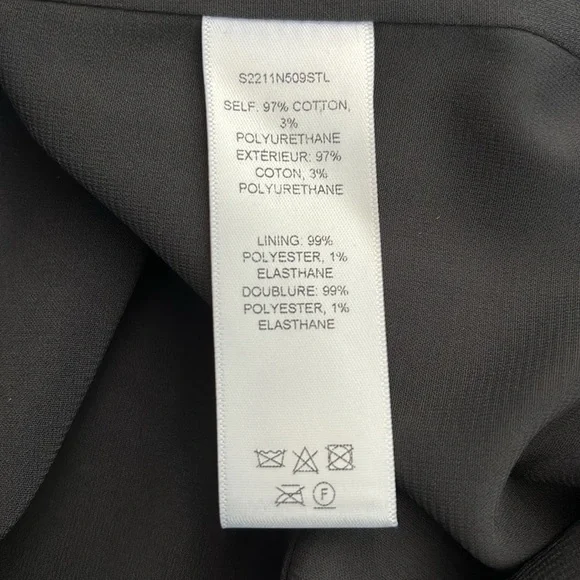 S2211N509STL
SELF: 97% COTTON,
3%
POLYURETHANE
EXTÉRIEUR: 97%
COTON, 3%
POLYURETHANE
LINING: 99%
POLYESTER, 1%
ELASTHANE
DOUBLURE: 99%
POLYESTER, 1%
ELASTHANE
F